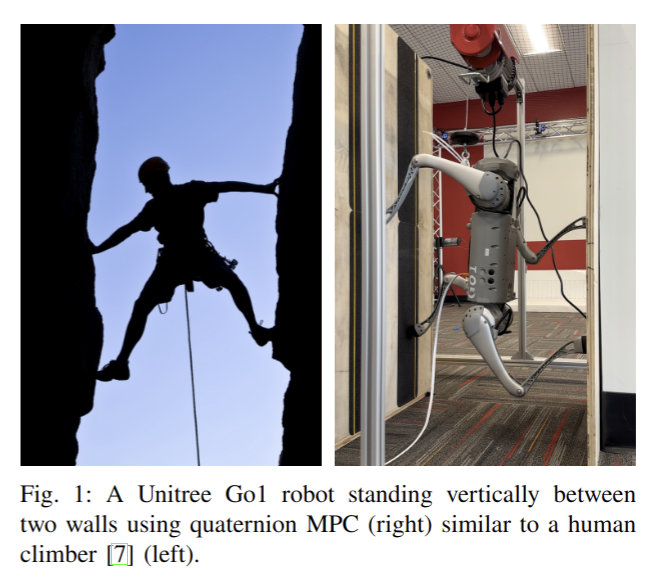 GO1
Fig. 1: A Unitree Go1 robot standing vertically between
two walls using quaternion MPC (right) similar to a human
climber [7] (left).